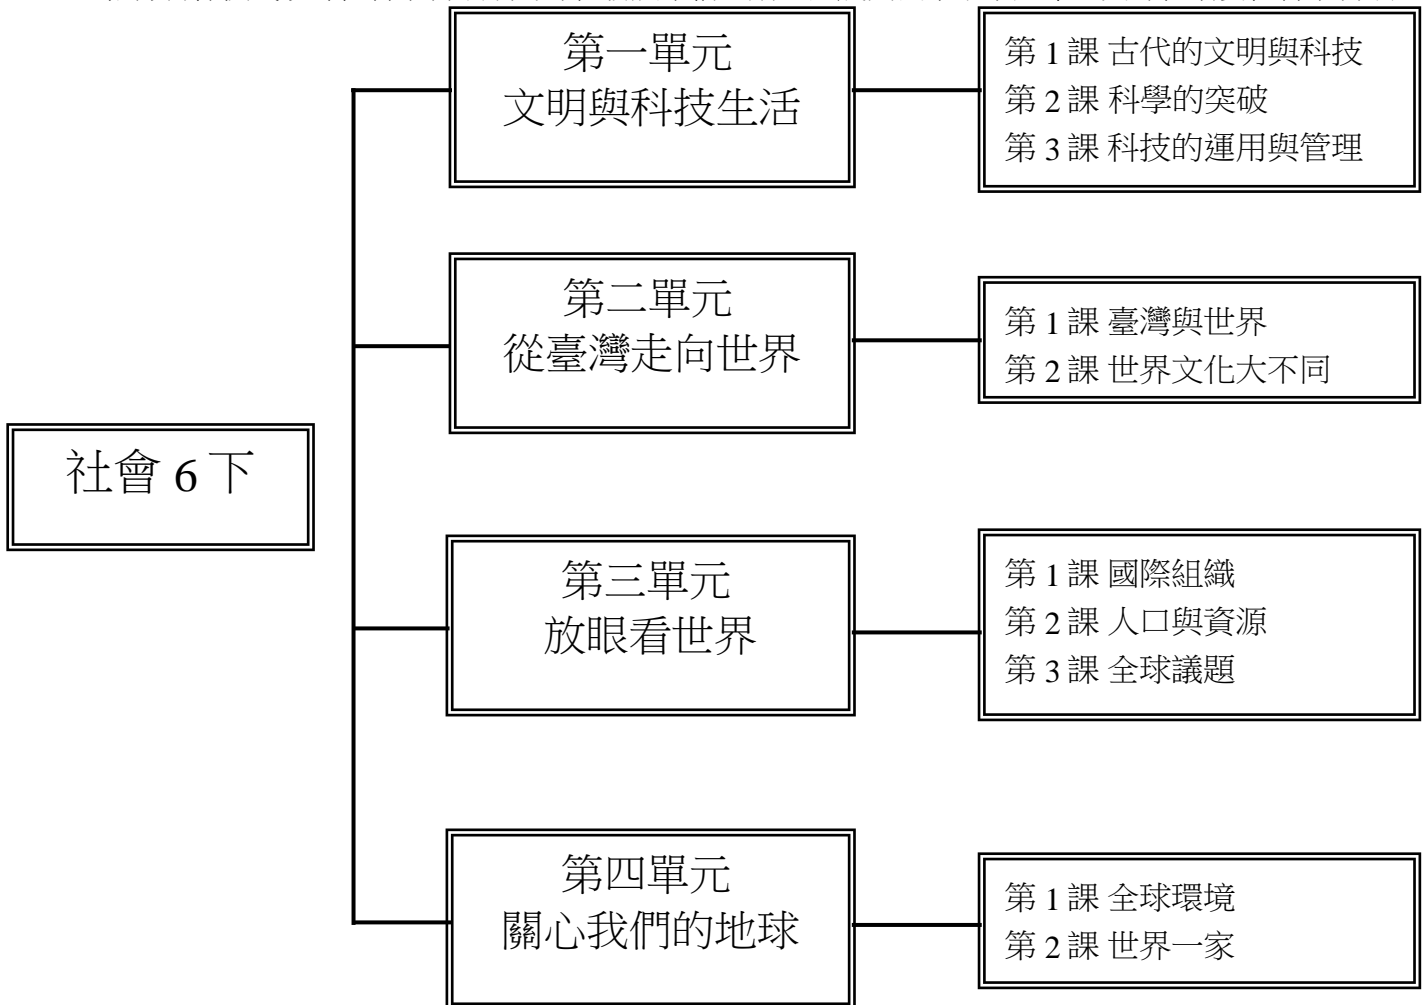 第一單元
文明與科技生活
第 1 課 古代的文明與科技
第 2 課 科學的突破
第 3 課 科技的運用與管理
第二單元
從臺灣走向世界
第 1 課 臺灣與世界
第 2 課 世界文化大不同
社會 6 下
第三單元
放眼看世界
第 1 課 國際組織
第 2 課 人口與資源
第 3 課 全球議題
第四單元
關心我們的地球
第 1 課 全球環境
第 2 課 世界一家